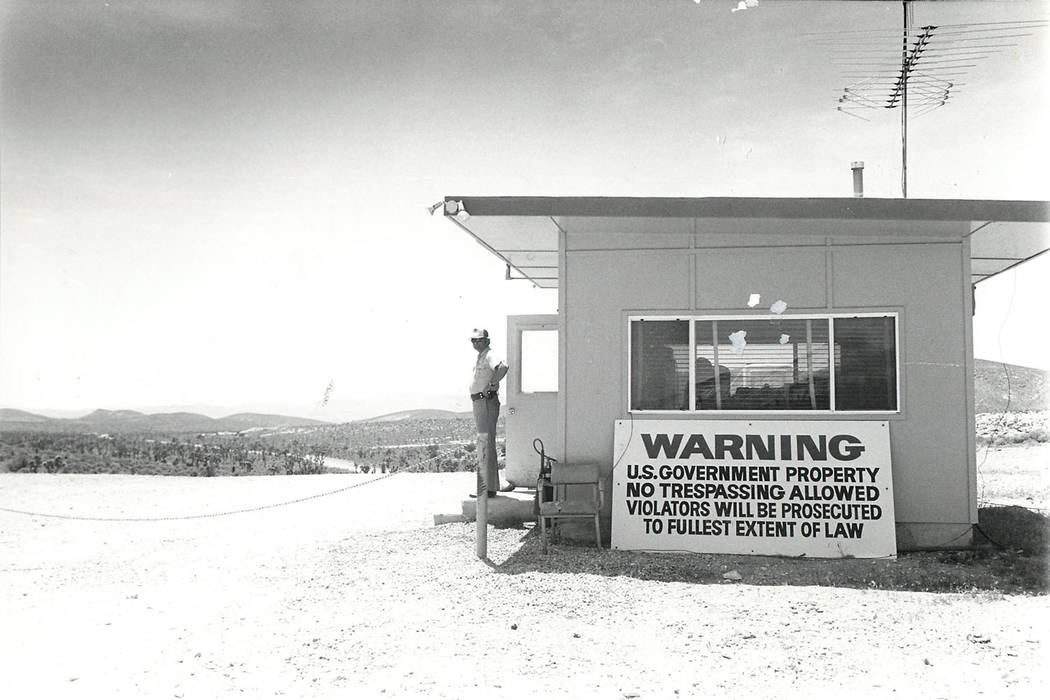 WARNING
U.S. GOVERNMENT PROPERTY
NO TRESPASSING ALLOWED
VIOLATORS WILL BE PROSECUTED
TO FULLEST EXTENT OF LAW